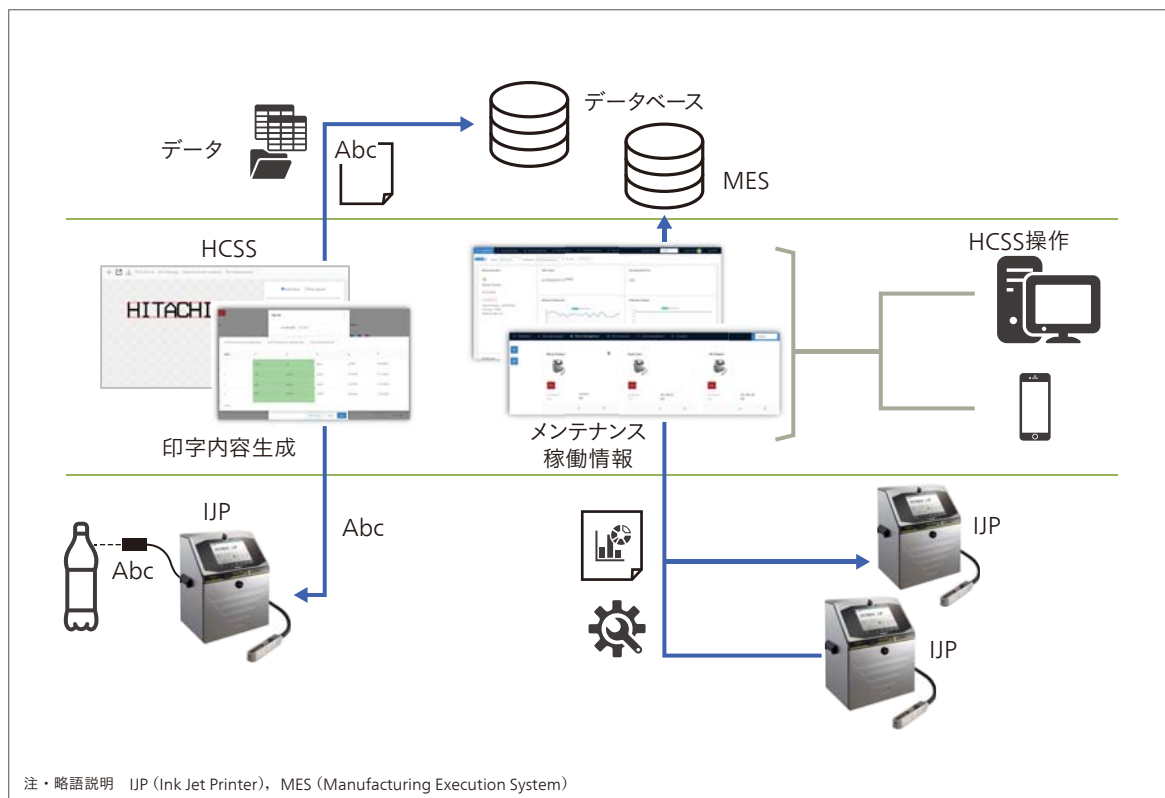 データベース
データ
Abc
MES
HCSS
HCSS操作
HITACHI
印字内容生成
メンテナンス
稼働情報
IJP
Abc
Abc
IJP
IJP
注・略語説明 IJP（Ink Jet Printer），MES（Manufacturing Execution System）